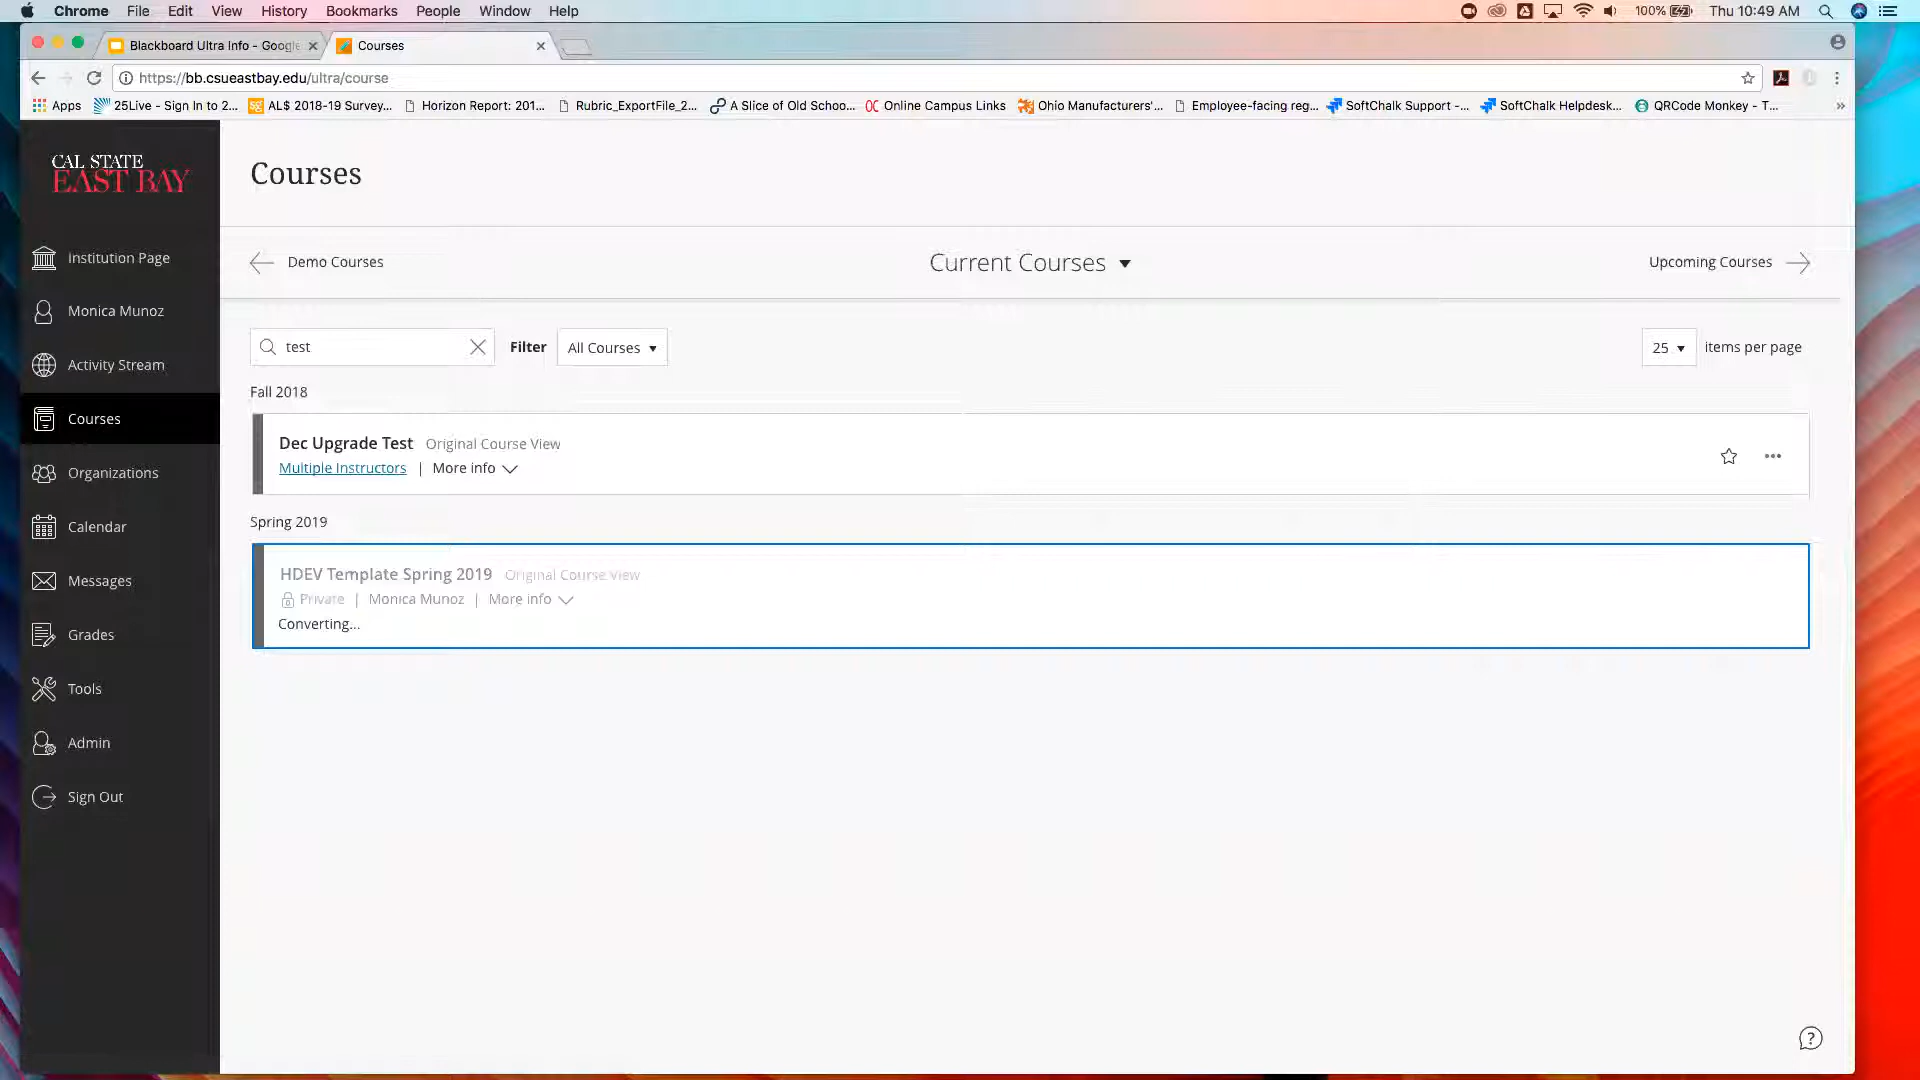 Chrome File Edit View History Bookmarks People Window Help
100% Thu 10:49 AM
Blackboard Ultra Info - Google
Courses
https://bb.csueastbay.edu/ultra/course
Apps 25Live - Sign In to 2... AL$ 2018-19 Survey... Horizon Report: 201... Rubric_ExportFile_2... A Slice of Old Schoo... Online Campus Links Ohio Manufacturers'... Employee-facing reg... SoftChalk Support -... SoftChalk Helpdesk... QRCode Monkey - T... »
CAL STATE
EAST BAY
Institution Page
Monica Munoz
Activity Stream
Courses
Organizations
Calendar
Messages
Grades
Tools
Admin
Sign Out
Courses
Demo Courses
Current Courses
Upcoming Courses
test
Filter All Courses
25 items per page
Fall 2018
Dec Upgrade Test Original Course View
Multiple Instructors | More info
Spring 2019
HDEV Template Spring 2019 Original Course View
Private | Monica Munoz | More info
Converting...